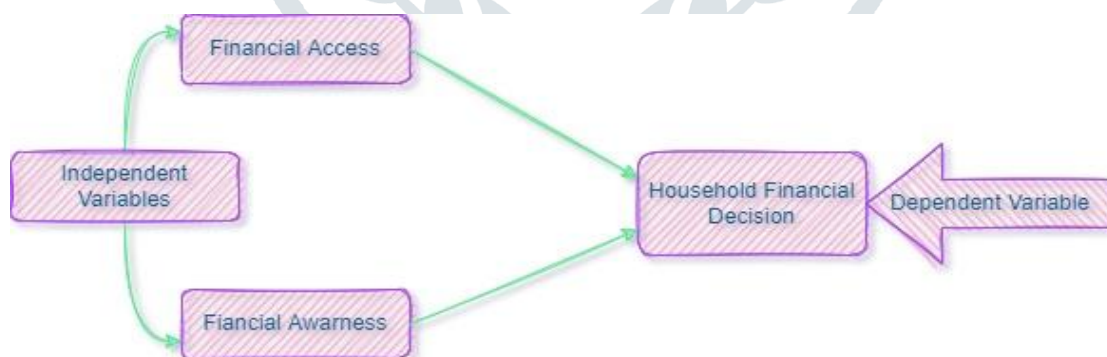 Financial Access
Independent
Variables
Household Financial
Decision
Dependent Variable
Fiancial Awarness